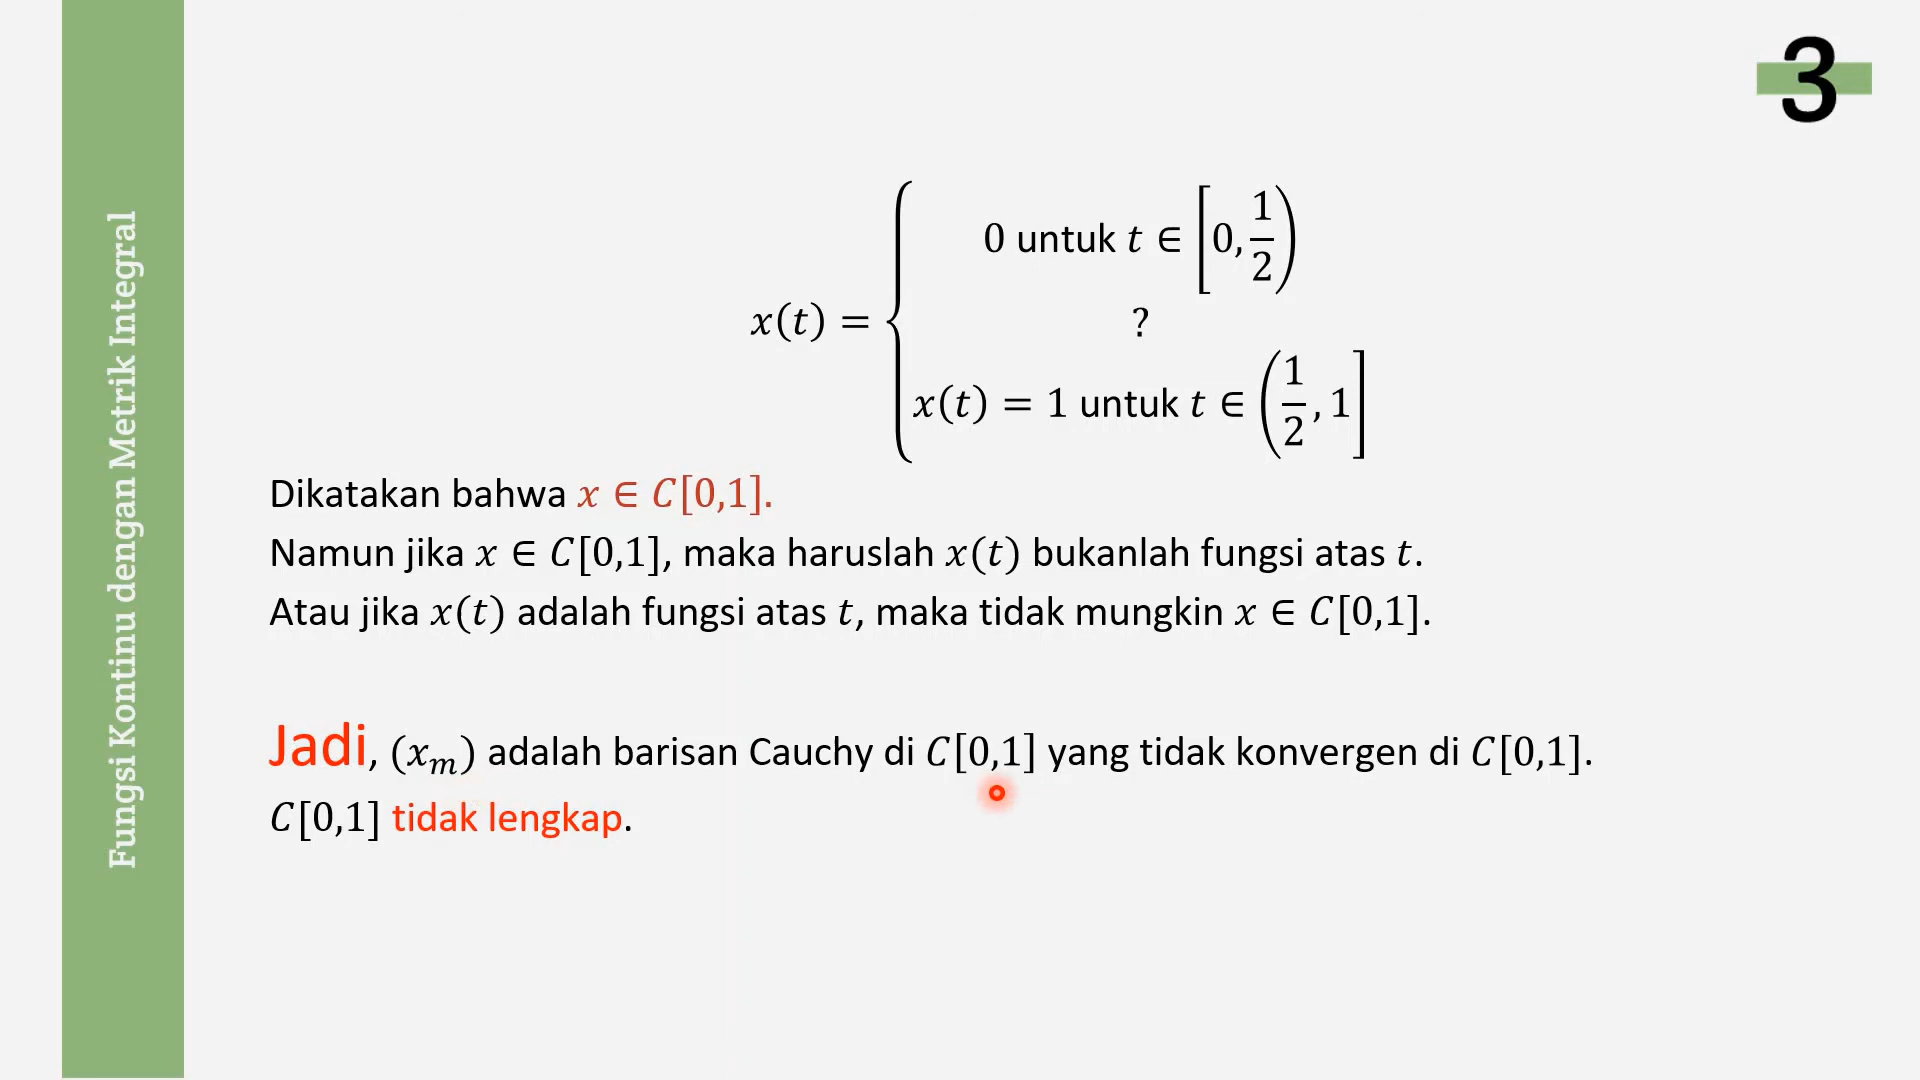 Fungsi Kontinu dengan Metrik Integral
3
x(t) = { 0 untuk t ∈ [0, 1/2)
?
x(t) = 1 untuk t ∈ (1/2, 1]
Dikatakan bahwa x ∈ C[0,1].
Namun jika x ∈ C[0,1], maka haruslah x(t) bukanlah fungsi atas t.
Atau jika x(t) adalah fungsi atas t, maka tidak mungkin x ∈ C[0,1].
Jadi, (xₘ) adalah barisan Cauchy di C[0,1] yang tidak konvergen di C[0,1].
C[0,1] tidak lengkap.